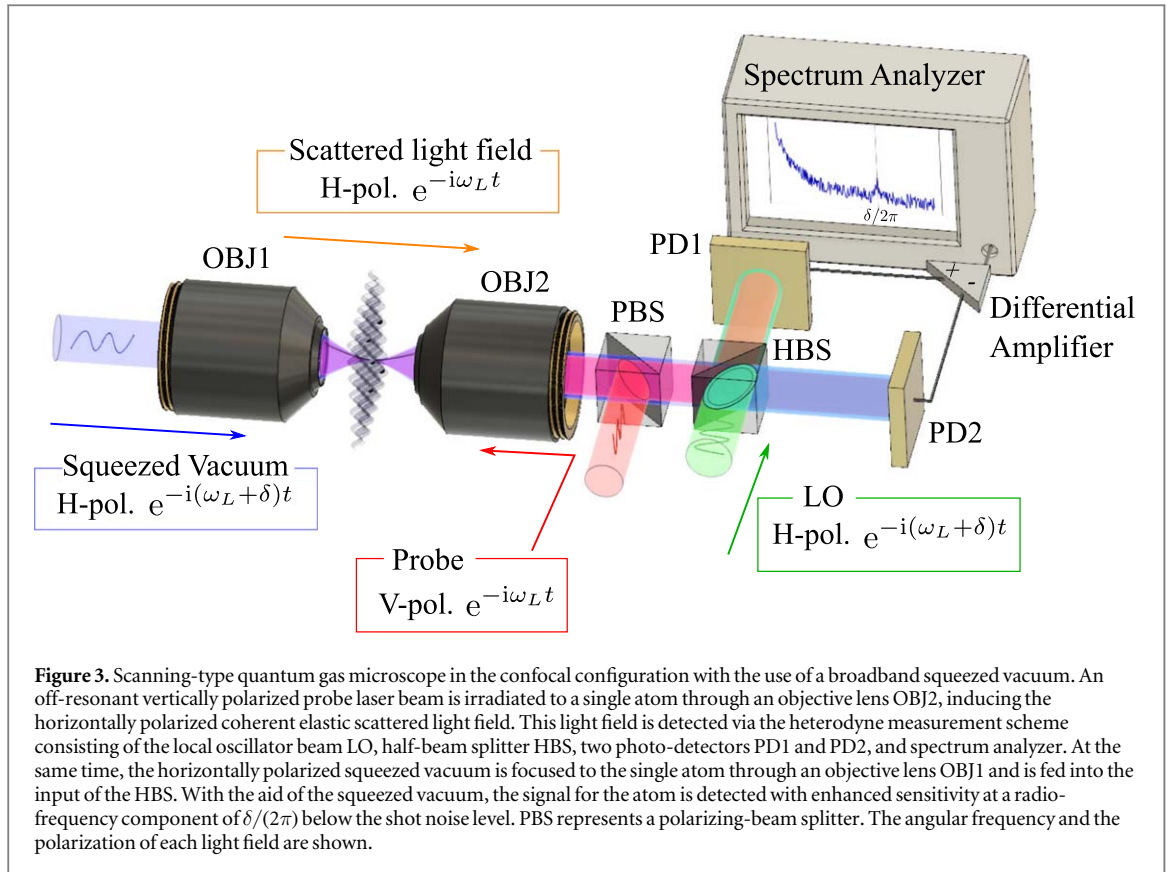 Spectrum Analyzer
δ/2π
Scattered light field
H-pol. e^{-iω_L t}
OBJ1
OBJ2
PD1
PBS
HBS
+
-
Differential
Amplifier
PD2
Squeezed Vacuum
H-pol. e^{-i(ω_L+δ)t}
LO
H-pol. e^{-i(ω_L+δ)t}
Probe
V-pol. e^{-iω_L t}
Figure 3. Scanning-type quantum gas microscope in the confocal configuration with the use of a broadband squeezed vacuum. An
off-resonant vertically polarized probe laser beam is irradiated to a single atom through an objective lens OBJ2, inducing the
horizontally polarized coherent elastic scattered light field. This light field is detected via the heterodyne measurement scheme
consisting of the local oscillator beam LO, half-beam splitter HBS, two photo-detectors PD1 and PD2, and spectrum analyzer. At the
same time, the horizontally polarized squeezed vacuum is focused to the single atom through an objective lens OBJ1 and is fed into the
input of the HBS. With the aid of the squeezed vacuum, the signal for the atom is detected with enhanced sensitivity at a radio-
frequency component of δ/(2π) below the shot noise level. PBS represents a polarizing-beam splitter. The angular frequency and the
polarization of each light field are shown.